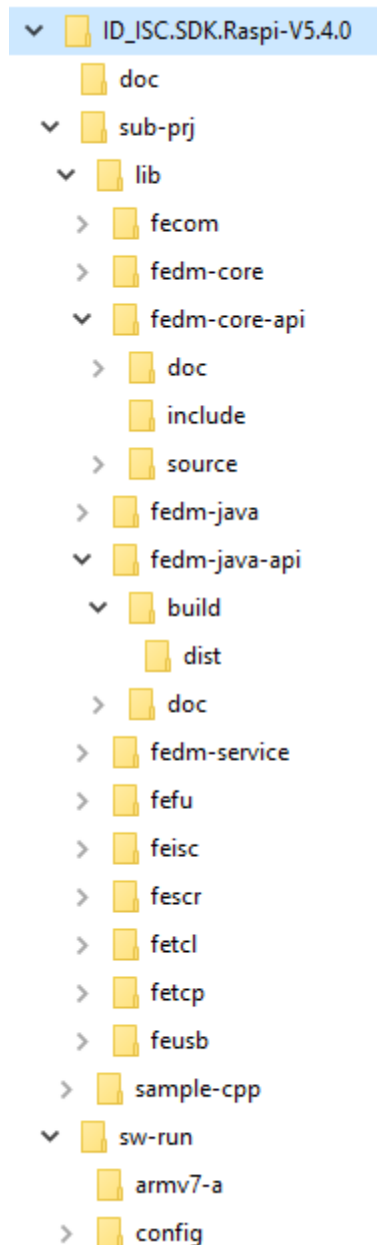 ID_ISC.SDK.Raspi-V5.4.0
doc
sub-prj
lib
fecom
fedm-core
fedm-core-api
doc
include
source
fedm-java
fedm-java-api
build
dist
doc
fedm-service
fefu
feisc
fescr
fetcl
fetcp
feusb
sample-cpp
sw-run
armv7-a
config